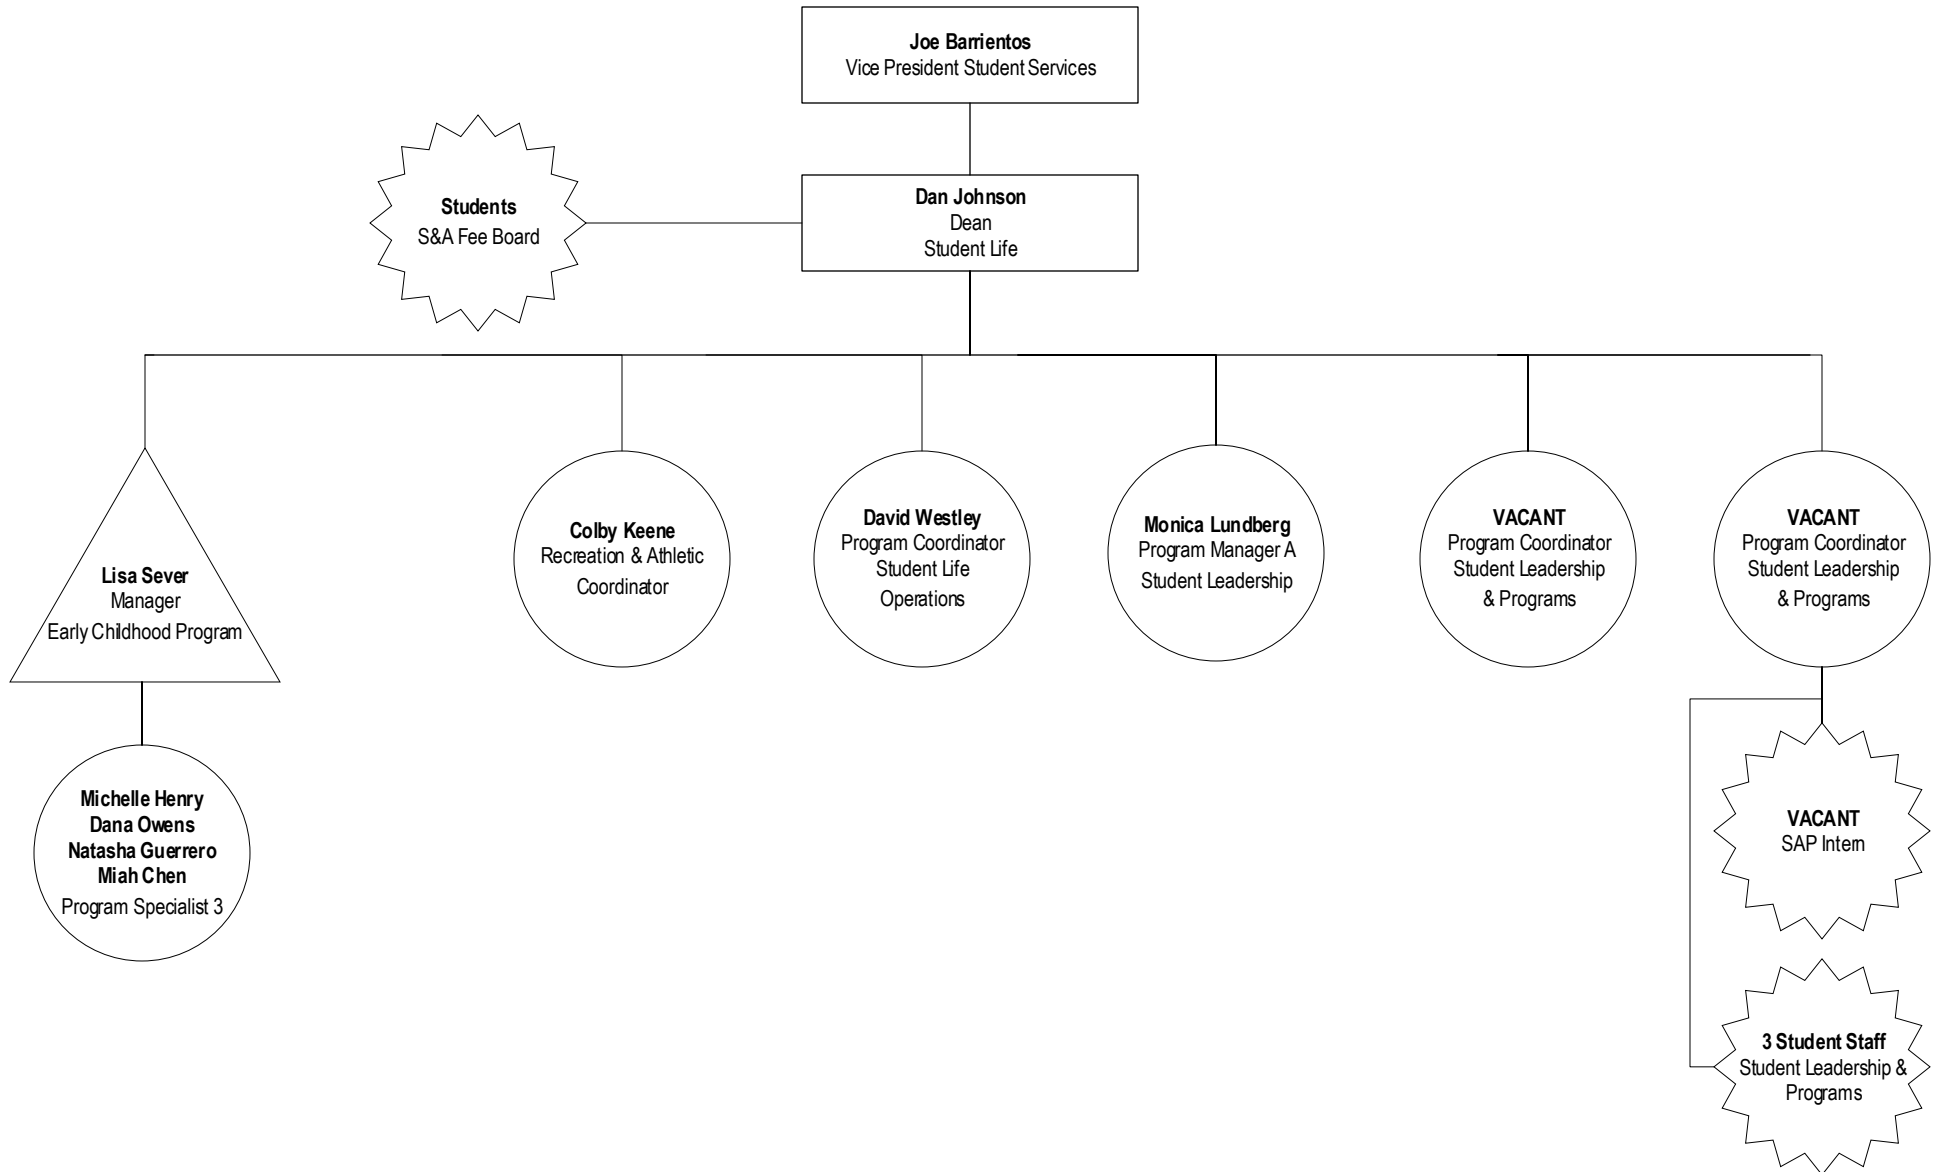 Joe Barrientos
Vice President Student Services
Students
S&A Fee Board
Dan Johnson
Dean
Student Life
Lisa Sever
Manager
Early Childhood Program
Colby Keene
Recreation & Athletic
Coordinator
David Westley
Program Coordinator
Student Life
Operations
Monica Lundberg
Program Manager A
Student Leadership
VACANT
Program Coordinator
Student Leadership
& Programs
VACANT
Program Coordinator
Student Leadership
& Programs
Michelle Henry
Dana Owens
Natasha Guerrero
Miah Chen
Program Specialist 3
VACANT
SAP Intern
3 Student Staff
Student Leadership &
Programs